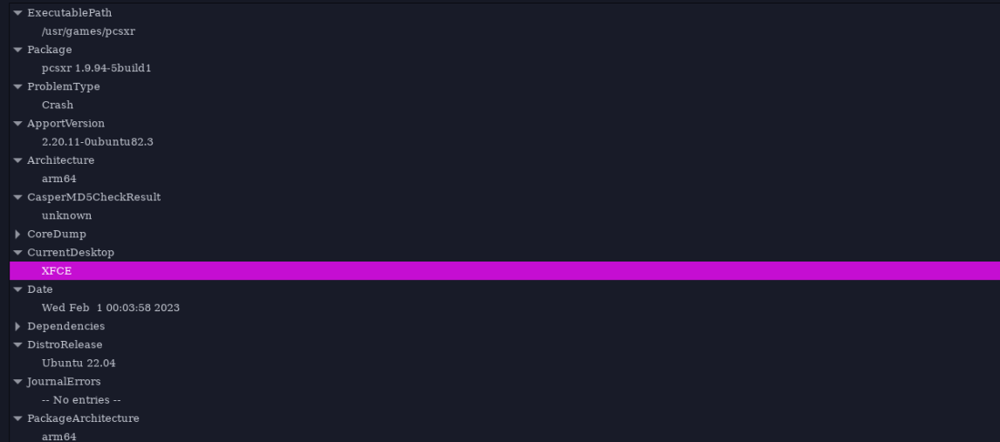 ExecutablePath
/usr/games/pcsxr
Package
pcsxr 1.9.94-5build1
ProblemType
Crash
ApportVersion
2.20.11-0ubuntu82.3
Architecture
arm64
CasperMD5CheckResult
unknown
CoreDump
CurrentDesktop
XFCE
Date
Wed Feb  1 00:03:58 2023
Dependencies
DistroRelease
Ubuntu 22.04
JournalErrors
-- No entries --
PackageArchitecture
arm64